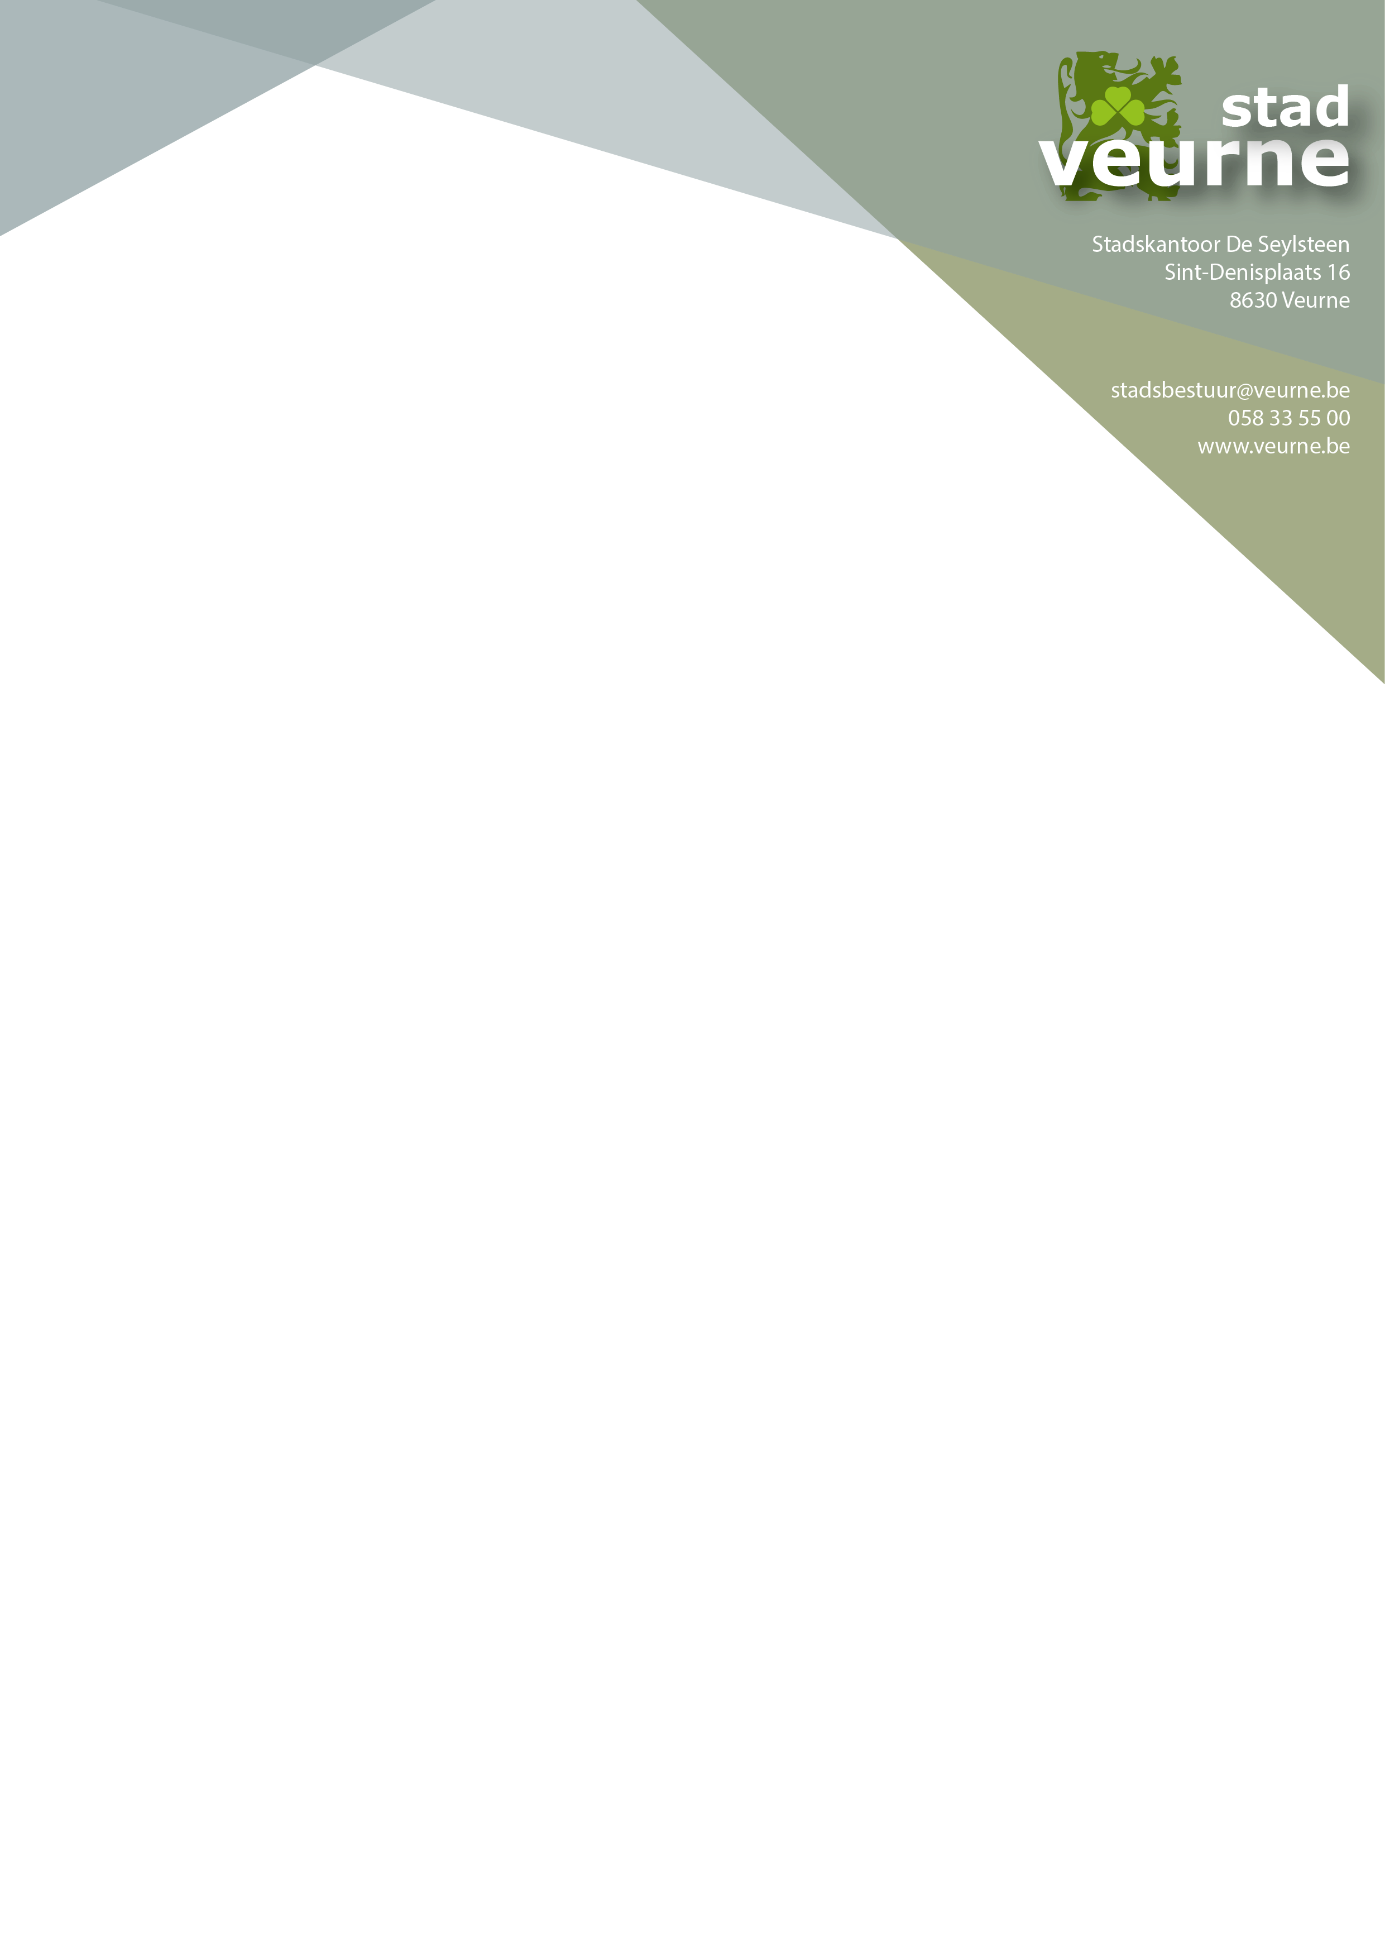 stad
veurne
Stadskantoor De Seylsteen
Sint-Denisplaats 16
8630 Veurne
stadsbestuur@veurne.be
058 33 55 00
www.veurne.be